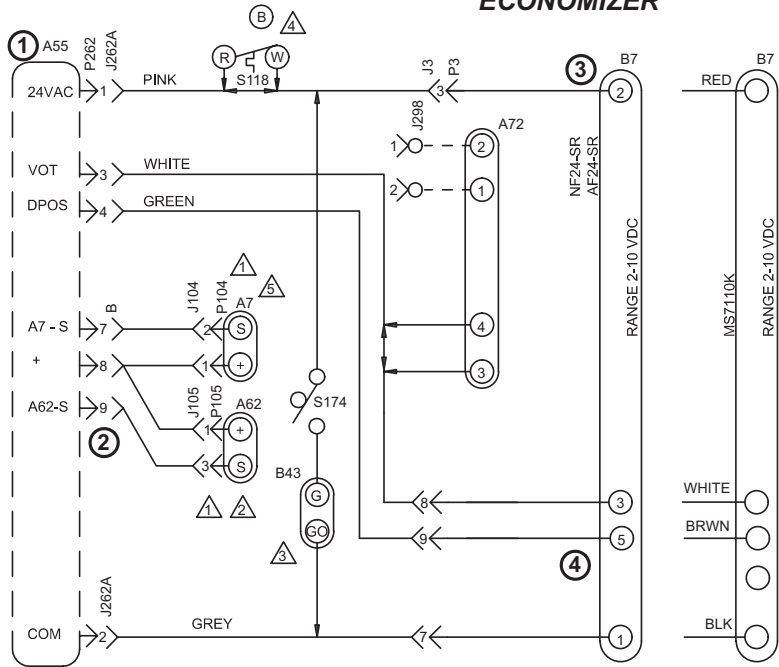 ECONOMIZER
1 A55
P262
J262A
24VAC 1 PINK
B 4
R W
S118
J3
3
P3
3 B7
2
RED
B7
VOT 3 WHITE
DPOS 4 GREEN
J298
1
2
A72
2
1
4
3
NF24-SR
AF24-SR
RANGE 2-10 VDC
MS7110K
RANGE 2-10 VDC
1
5
B
J104
P104
A7
A7 - S 7 2 S
+ 8 1 +
J105
P105
A62
A62-S 9 1 +
2 3 S
1 2
S174
B43
G
GO
3
8 3 WHITE
9 5 BRWN
4
J262A
COM 2 GREY 7 1 BLK